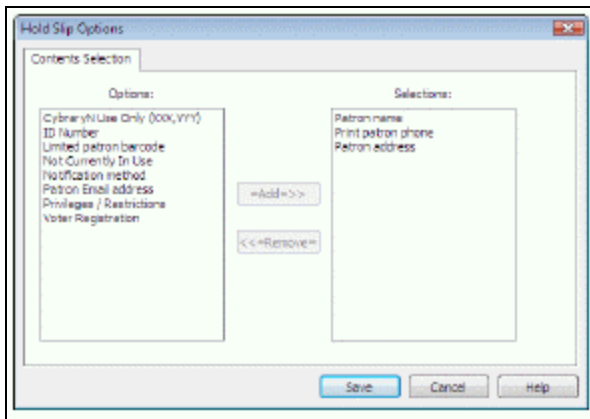 Hold Slip Options
Contents Selection
Options:
Selections:
CybraryN Use Only (XXX,YYY)
ID Number
Limited patron barcode
Not Currently In Use
Notification method
Patron Email address
Privileges / Restrictions
Voter Registration
Patron name
Print patron phone
Patron address
=Add=>>
<<=Remove=
Save
Cancel
Help